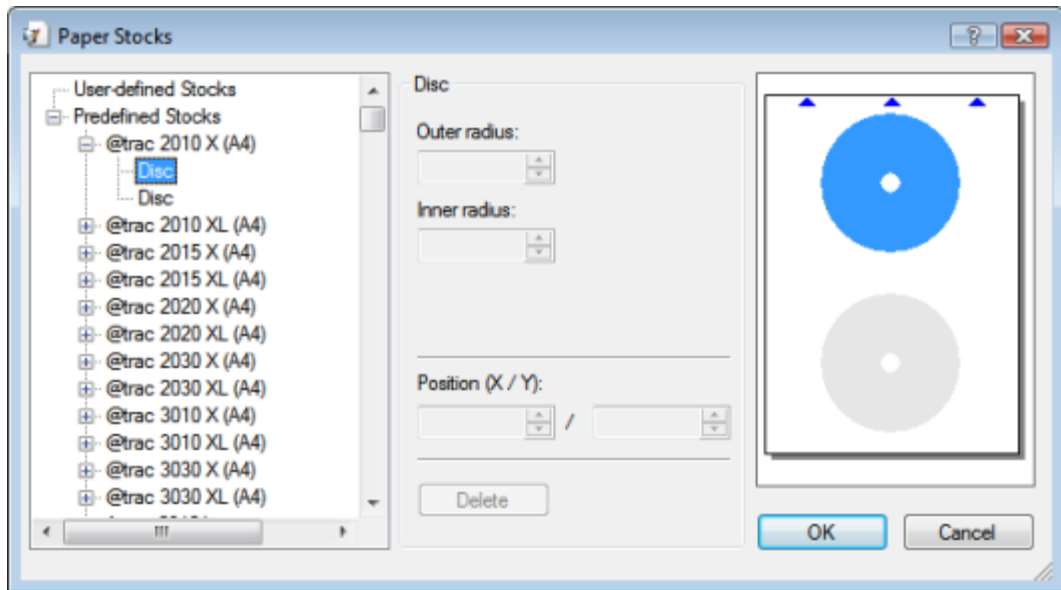 Paper Stocks
User-defined Stocks
Predefined Stocks
@trac 2010 X (A4)
Disc
Disc
@trac 2010 XL (A4)
@trac 2015 X (A4)
@trac 2015 XL (A4)
@trac 2020 X (A4)
@trac 2020 XL (A4)
@trac 2030 X (A4)
@trac 2030 XL (A4)
@trac 3010 X (A4)
@trac 3010 XL (A4)
@trac 3030 X (A4)
@trac 3030 XL (A4)
Disc
Outer radius:
Inner radius:
Position (X / Y):
/
Delete
OK
Cancel